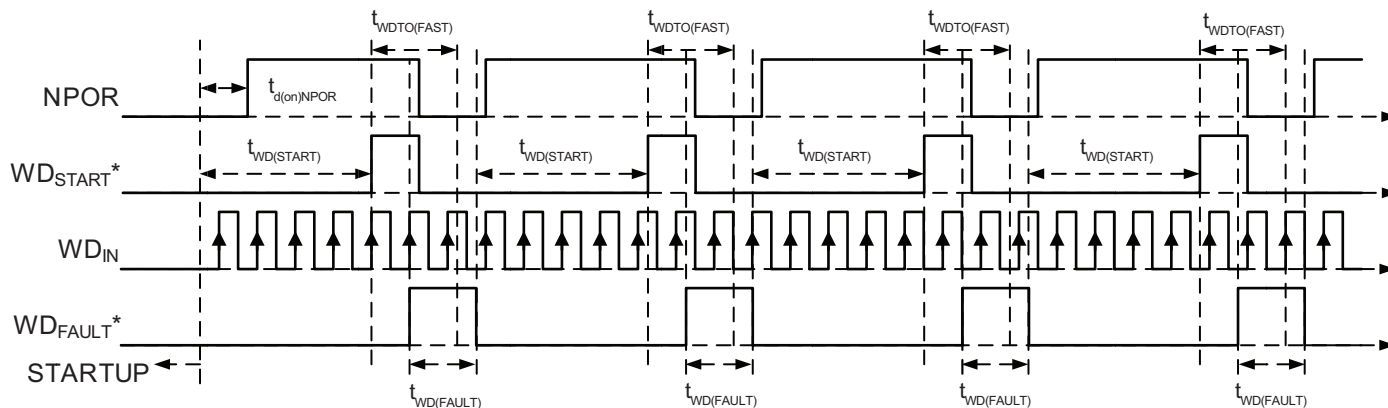 tWDTO(FAST) tWDTO(FAST) tWDTO(FAST) tWDTO(FAST)
NPOR
td(on)NPOR
WDSTART*
tWD(START) tWD(START) tWD(START) tWD(START)
WDIN
WDFAULT*
STARTUP
tWD(FAULT) tWD(FAULT) tWD(FAULT) tWD(FAULT)